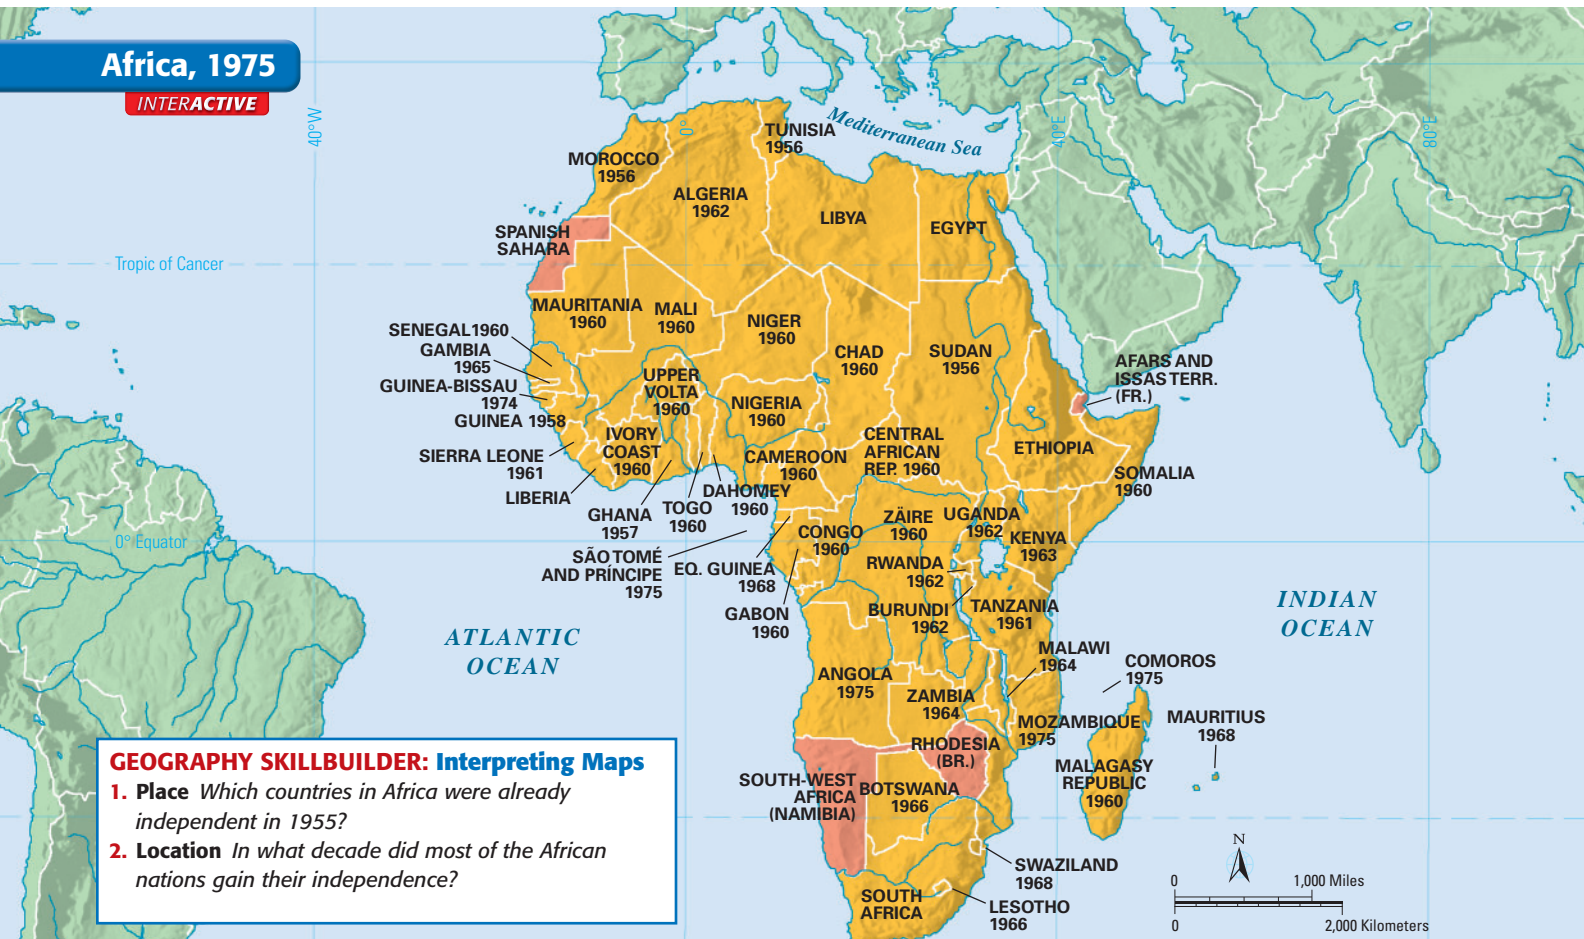 Africa, 1975
INTERACTIVE
40°W
0°
40°E
80°E
Mediterranean Sea
TUNISIA
1956
MOROCCO
1956
ALGERIA
1962
LIBYA
EGYPT
SPANISH
SAHARA
Tropic of Cancer
MAURITANIA
1960
MALI
1960
NIGER
1960
CHAD
1960
SUDAN
1956
SENEGAL 1960
GAMBIA
1965
GUINEA-BISSAU
1974
GUINEA 1958
UPPER
VOLTA
1960
NIGERIA
1960
AFARS AND
ISSAS TERR.
(FR.)
SIERRA LEONE
1961
IVORY
COAST
1960
CAMEROON
1960
CENTRAL
AFRICAN
REP. 1960
ETHIOPIA
SOMALIA
1960
LIBERIA
GHANA
1957
TOGO
1960
DAHOMEY
1960
0° Equator
SÃO TOMÉ
AND PRÍNCIPE
1975
EQ. GUINEA
1968
GABON
1960
CONGO
1960
ZÄIRE
1960
UGANDA
1962
KENYA
1963
RWANDA
1962
BURUNDI
1962
TANZANIA
1961
ATLANTIC
OCEAN
INDIAN
OCEAN
MALAWI
1964
COMOROS
1975
ANGOLA
1975
ZAMBIA
1964
MOZAMBIQUE
1975
MAURITIUS
1968
RHODESIA
(BR.)
MALAGASY
REPUBLIC
1960
SOUTH-WEST
AFRICA
(NAMIBIA)
BOTSWANA
1966
SWAZILAND
1968
SOUTH
AFRICA
LESOTHO
1966
GEOGRAPHY SKILLBUILDER: Interpreting Maps
1. Place Which countries in Africa were already
independent in 1955?
2. Location In what decade did most of the African
nations gain their independence?
N
0 1,000 Miles
0 2,000 Kilometers